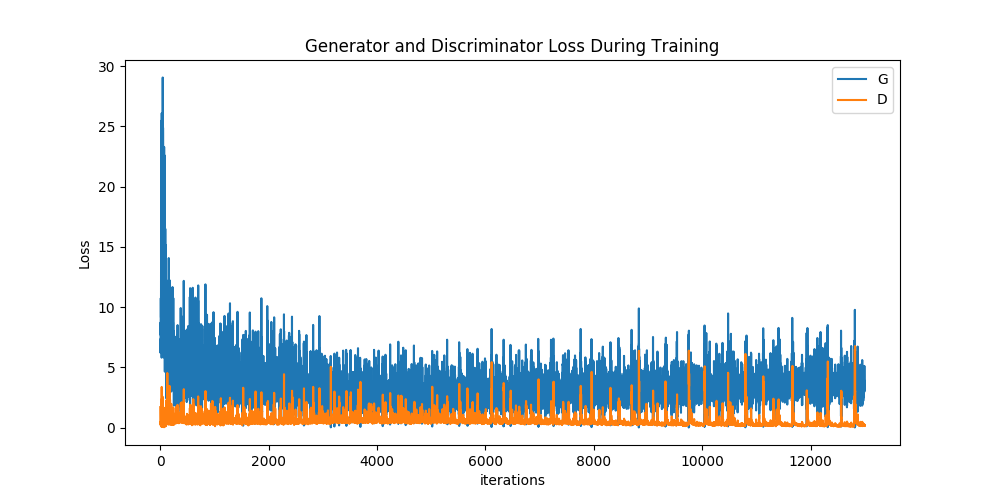 Generator and Discriminator Loss During Training
G
D
30
25
20
15
10
5
0
Loss
0 2000 4000 6000 8000 10000 12000
iterations